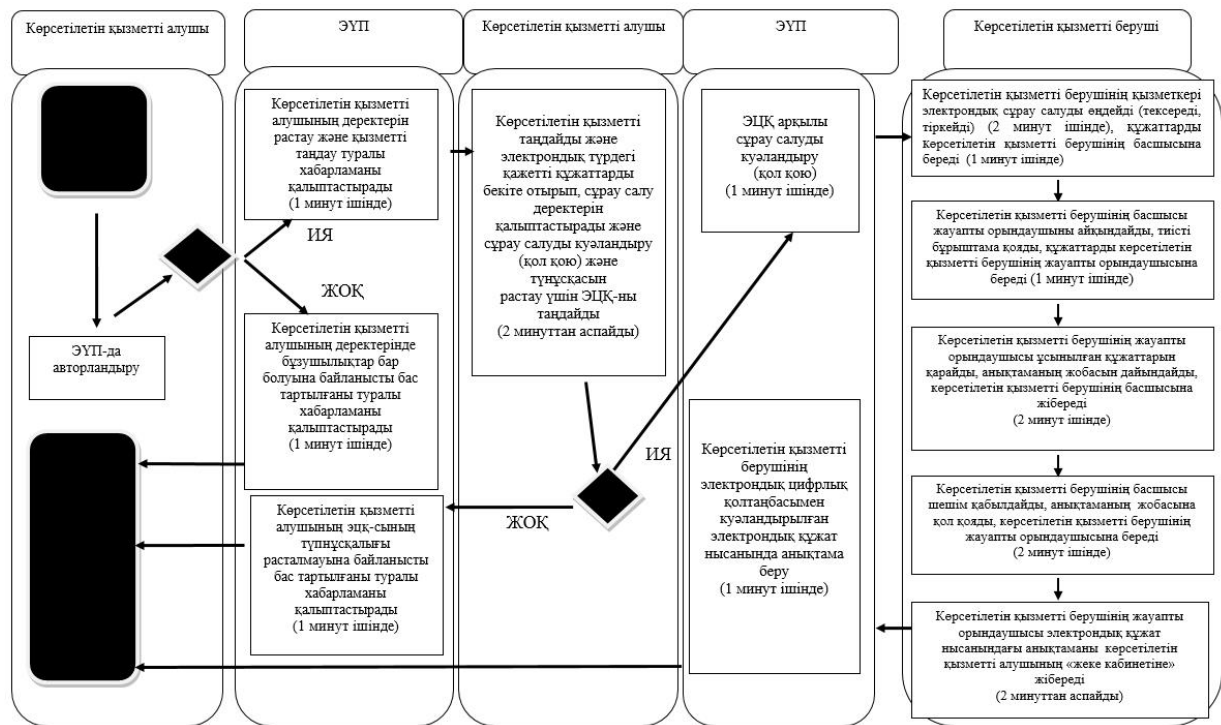 Көрсетілетін қызметті алушы
ЭҮП
Көрсетілетін қызметті алушы
ЭҮП
Көрсетілетін қызметті беруші
ЭҮП-да
авторландыру
Көрсетілетін қызметті
алушының деректерін
растау және қызметті
таңдау туралы
хабарламаны
қалыптастырады
(1 минут ішінде)
ИЯ
ЖОҚ
Көрсетілетін қызметті
алушының деректерінде
бұзушылықтар бар
болуына байланысты бас
тартылғаны туралы
хабарламаны
қалыптастырады
(1 минут ішінде)
Көрсетілетін қызметті
алушының эцқ-сының
түпнұсқалығы
расталмауына байланысты
бас тартылғаны туралы
хабарламаны
қалыптастырады
(1 минут ішінде)
Көрсетілетін қызметті
таңдайды және
электрондық түрдегі
қажетті құжаттарды
бекіте отырып, сұрау салу
деректерін
қалыптастырады және
сұрау салуды куәландыру
(қол қою) және
түнұсқасын
растау үшін ЭЦҚ-ны
таңдайды
(2 минуттан аспайды)
ИЯ
ЖОҚ
ЭЦҚ арқылы
сұрау салуды
куәландыру
(қол қою)
(1 минут ішінде)
Көрсетілетін қызметті
берушінің
электрондық цифрлық
қолтаңбасымен
куәландырылған
электрондық құжат
нысанында анықтама
беру
(1 минут ішінде)
Көрсетілетін қызметті берушінің қызметкері
электрондық сұрау салуды өңдейді (тексереді,
тіркейді) (2 минут ішінде), құжаттарды
көрсетілетін қызметті берушінің басшысына
береді (1 минут ішінде)
Көрсетілетін қызметті берушінің басшысы
жауапты орындаушыны айқындайды, тиісті
бұрыштама қояды, құжаттарды көрсетілетін
қызметті берушінің жауапты орындаушысына
береді (1 минут ішінде)
Көрсетілетін қызметті берушінің жауапты
орындаушысы ұсынылған құжаттарын
қарайды, анықтаманың жобасын дайындайды,
көрсетілетін қызметті берушінің басшысына
жібереді
(2 минут ішінде)
Көрсетілетін қызметті берушінің басшысы
шешім қабылдайды, анықтаманың жобасына
қол қояды, көрсетілетін қызметті берушінің
жауапты орындаушысына береді
(2 минут ішінде)
Көрсетілетін қызметті берушінің жауапты
орындаушысы электрондық құжат
нысанындағы анықтаманы көрсетілетін
қызметті алушының «жеке кабинетіне»
жібереді
(2 минуттан аспайды)